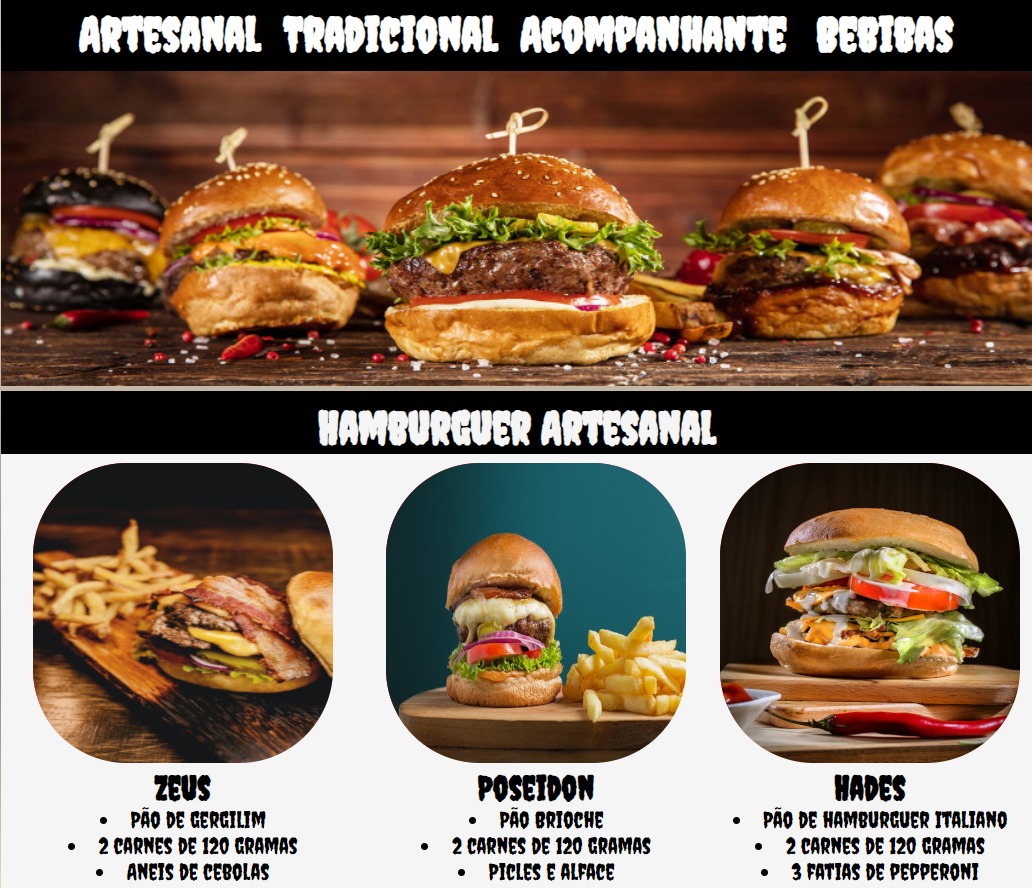 ARTESANAL TRADICIONAL ACOMPANHANTE BEBIBAS
HAMBURGUER ARTESANAL
ZEUS
• PÃO DE GERGILIM
• 2 CARNES DE 120 GRAMAS
• ANEIS DE CEBOLAS
POSEIDON
• PÃO BRIOCHE
• 2 CARNES DE 120 GRAMAS
• PICLES E ALFACE
HADES
• PÃO DE HAMBURGUER ITALIANO
• 2 CARNES DE 120 GRAMAS
• 3 FATIAS DE PEPPERONI